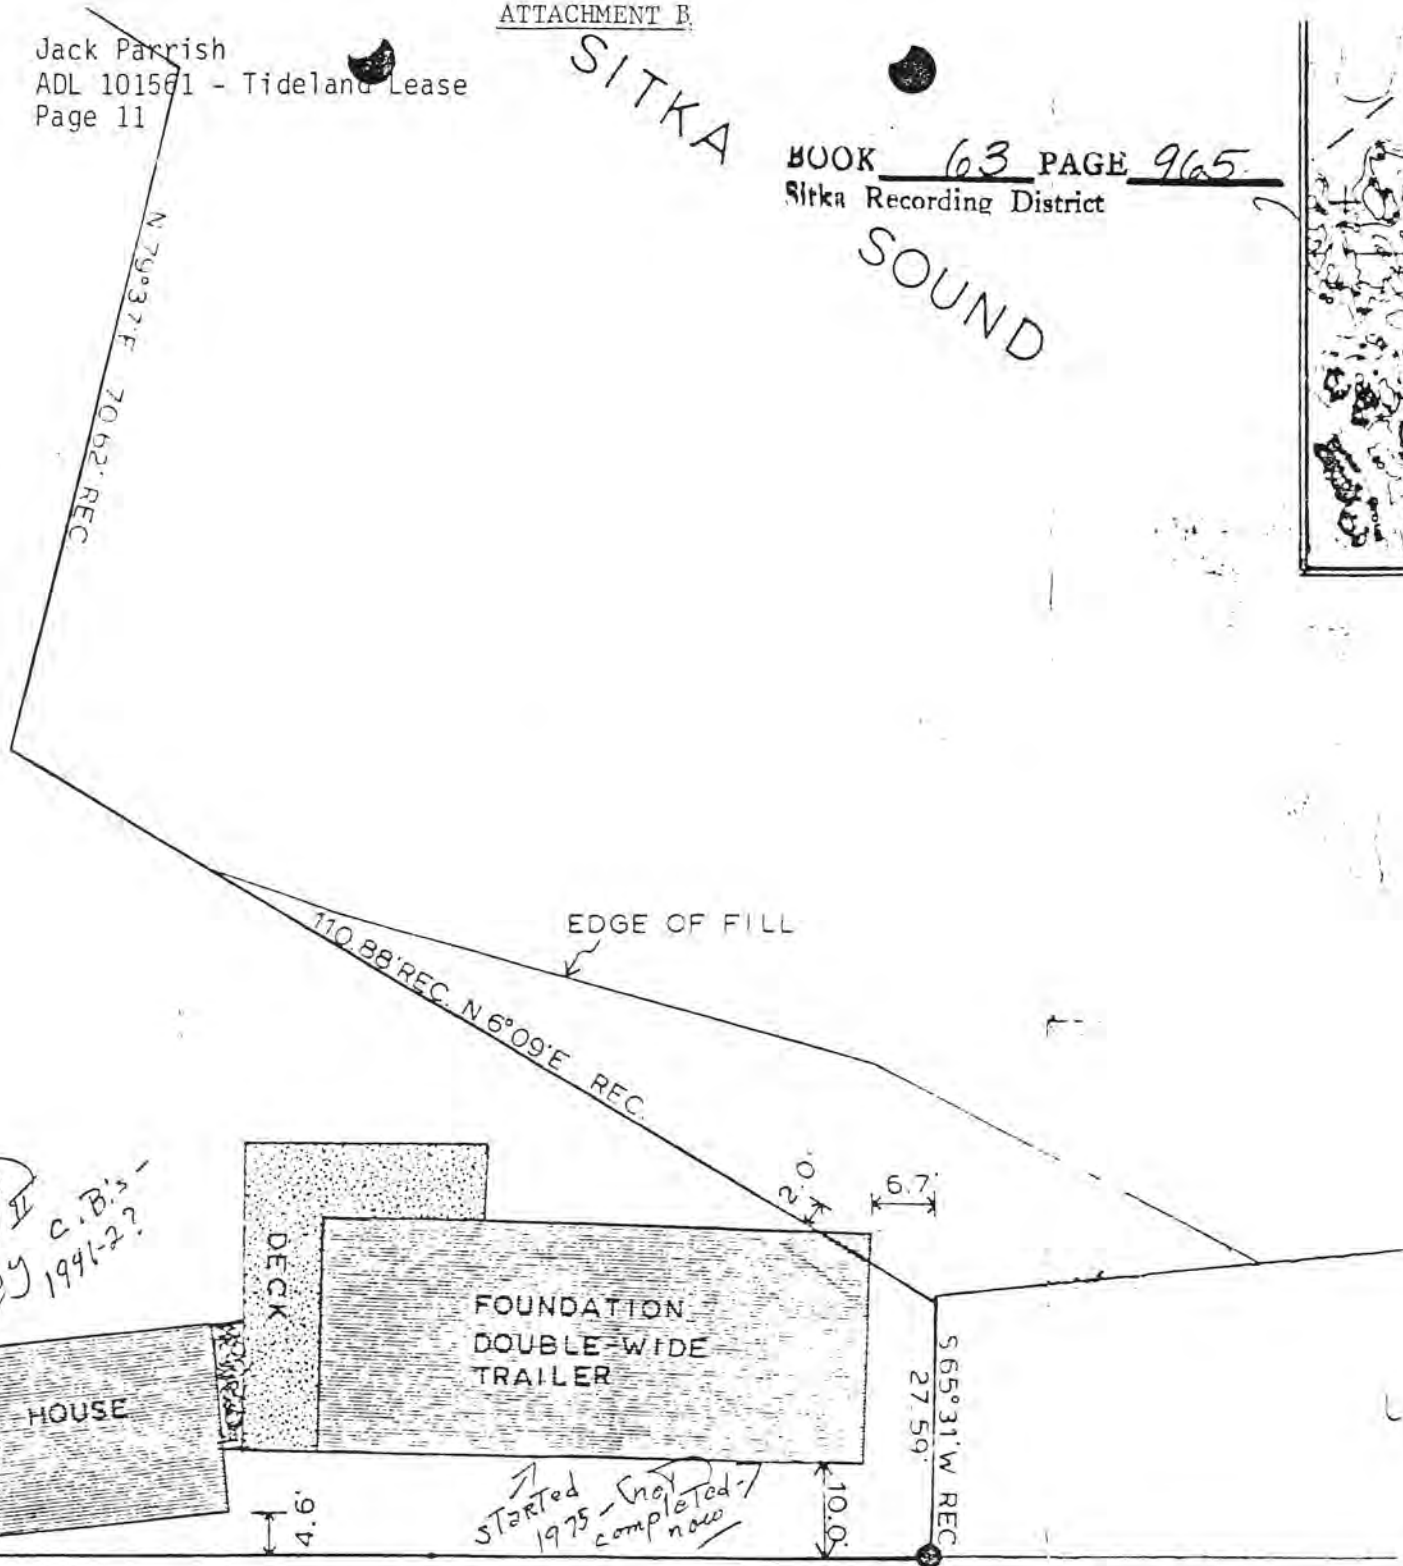 ATTACHMENT B
Jack Parrish
ADL 101561 - Tideland Lease
Page 11
SITKA
SOUND
BOOK 63 PAGE 965
Sitka Recording District
N 79°37'E 70.62' REC.
EDGE OF FILL
110.88' REC. N 6°09'E REC.
2.0'
6.7'
II
C.B.'s -
1941-2?
DECK
FOUNDATION
DOUBLE-WIDE
TRAILER
HOUSE
S 65°31'W REC.
27.59'
started
1975 - (not
completed -)
now
4.6'
10.0'